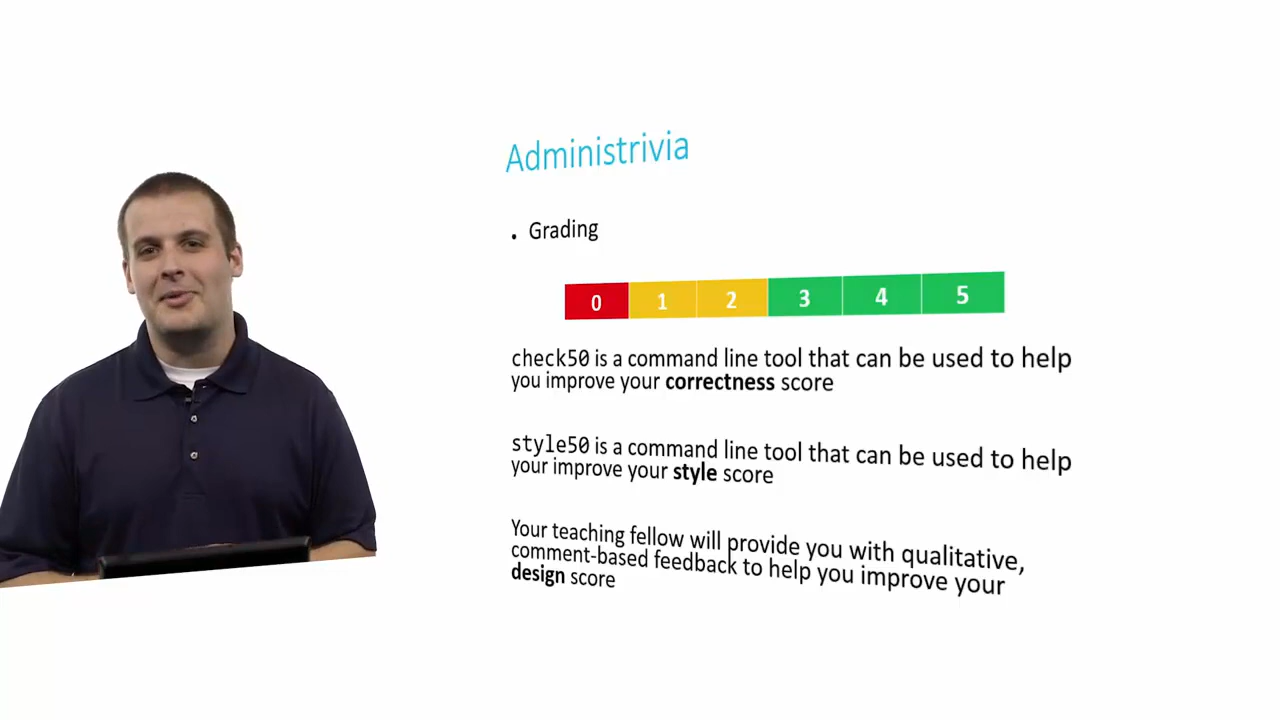 Administrivia
. Grading
0 1 2 3 4 5
check50 is a command line tool that can be used to help
you improve your correctness score
style50 is a command line tool that can be used to help
your improve your style score
Your teaching fellow will provide you with qualitative,
comment-based feedback to help you improve your
design score